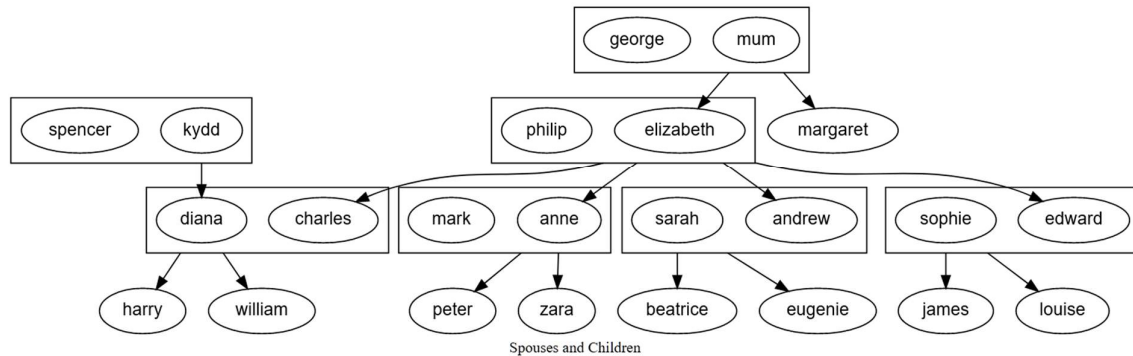 george mum
spencer kydd philip elizabeth margaret
diana charles mark anne sarah andrew sophie edward
harry william peter zara beatrice eugenie james louise
Spouses and Children